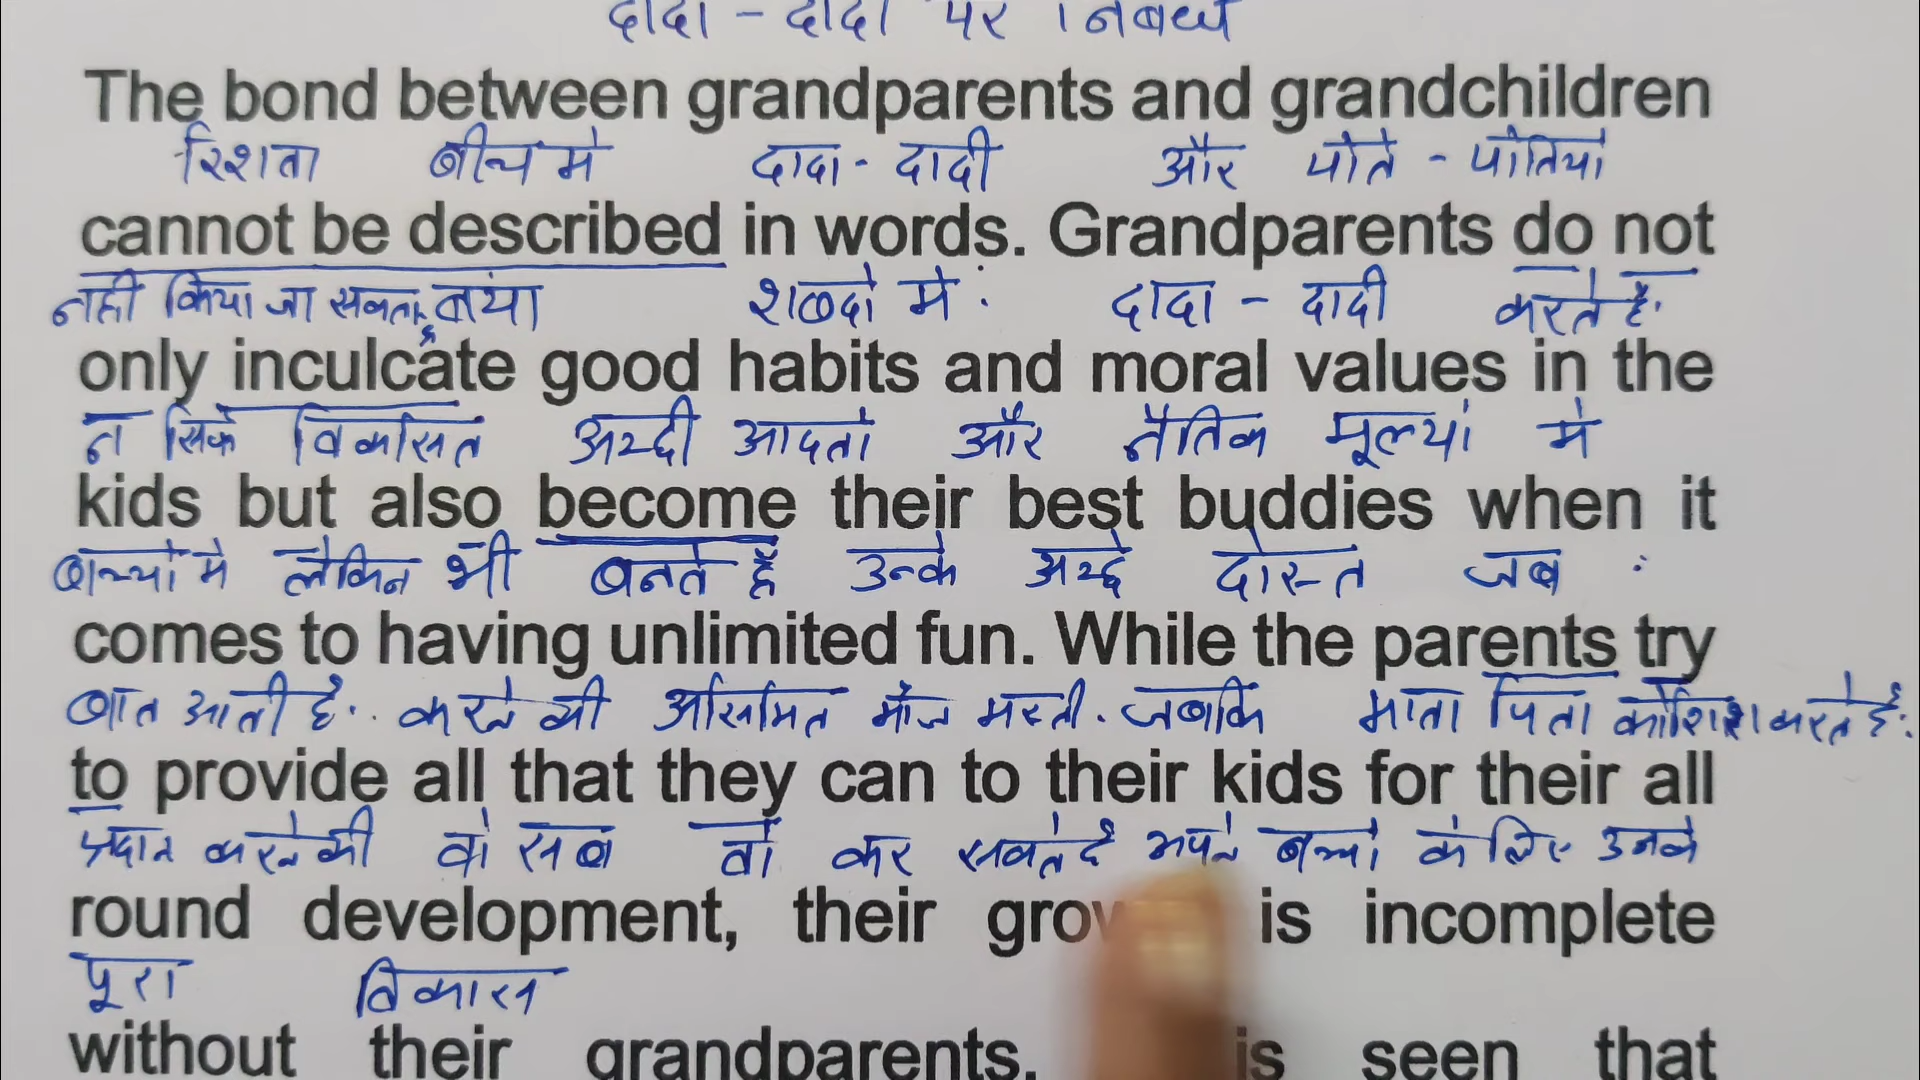 दादा - दादी पर निबंध
The bond between grandparents and grandchildren
रिशता बीच मे दादा - दादी और पोते - पोतियां
cannot be described in words. Grandparents do not
नही किया जा सकता बयां शब्दो मे दादा - दादी करते है.
only inculcate good habits and moral values in the
न सिर्फ विकसित अच्छी आदतो और नैतिक मूल्यां मे
kids but also become their best buddies when it
बच्चो मे लेकिन भी बनते है उनके अच्छे दोस्त जब
comes to having unlimited fun. While the parents try
बात आती है.. करने की असिमित मौज मस्ती. जबकि माता पिता कोशिश करते है.
to provide all that they can to their kids for their all
प्रदान करने की वो सब वो कर सकते है अपने बच्चो के लिए उनके
round development, their is incomplete
पूरा विकास
without their grandparents. is seen that